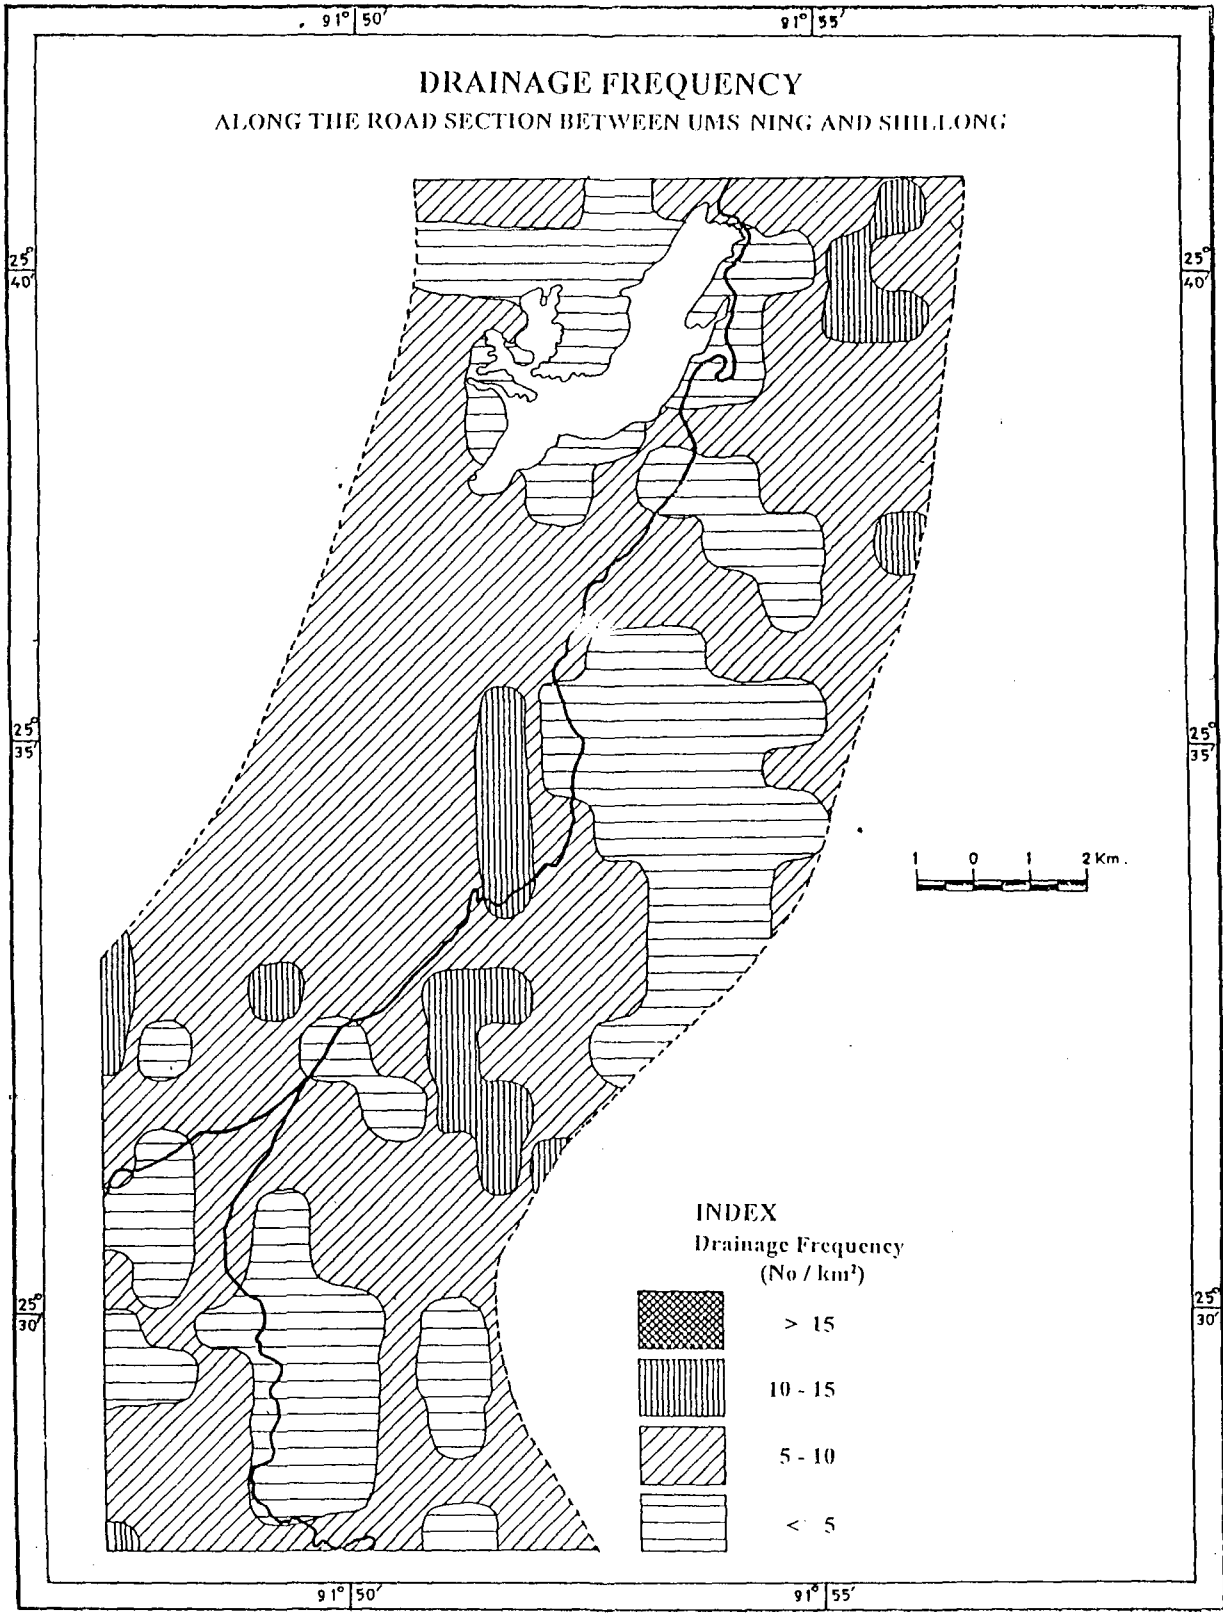 91° 50' 91° 55'
DRAINAGE FREQUENCY
ALONG THE ROAD SECTION BETWEEN UMS NING AND SHILLONG
25° 40' 25° 40'
25° 35' 25° 35'
1 0 1 2 Km.
INDEX
Drainage Frequency
(No / km²)
> 15
10 - 15
5 - 10
< 5
25° 30' 25° 30'
91° 50' 91° 55'